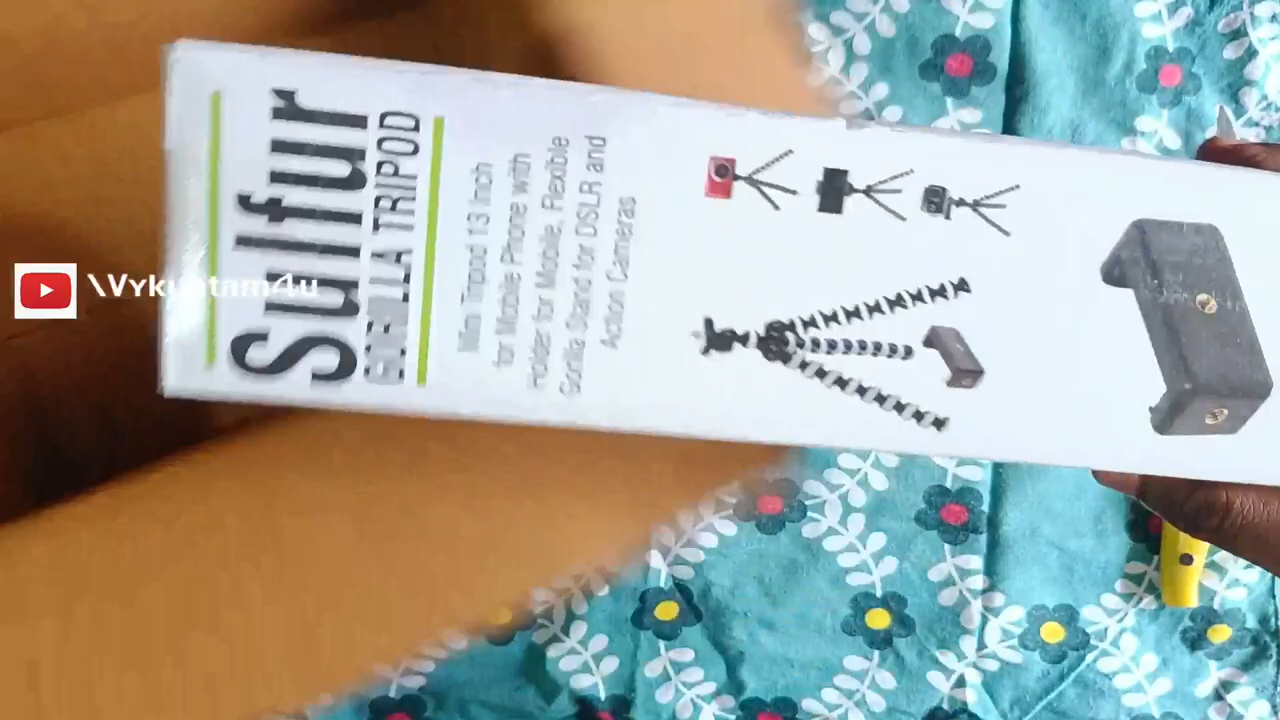 Sulfur
GORILLA TRIPOD
Mini Tripod 13 Inch
for Mobile Phone with
Holder for Mobile, Flexible
Gorilla Stand for DSLR and
Action Cameras
\Vykuntam4u